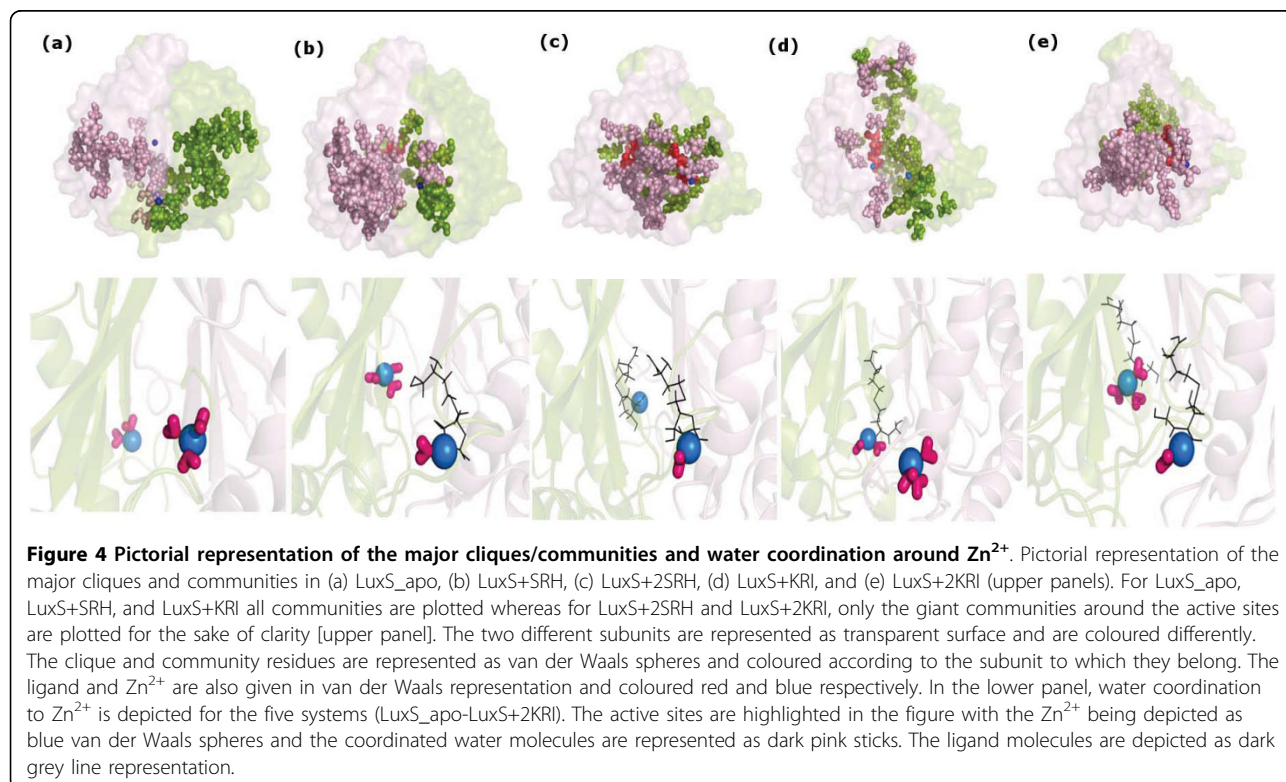 (a) (b) (c) (d) (e)
Figure 4 Pictorial representation of the major cliques/communities and water coordination around Zn²⁺. Pictorial representation of the
major cliques and communities in (a) LuxS_apo, (b) LuxS+SRH, (c) LuxS+2SRH, (d) LuxS+KRI, and (e) LuxS+2KRI (upper panels). For LuxS_apo,
LuxS+SRH, and LuxS+KRI all communities are plotted whereas for LuxS+2SRH and LuxS+2KRI, only the giant communities around the active sites
are plotted for the sake of clarity [upper panel]. The two different subunits are represented as transparent surface and are coloured differently.
The clique and community residues are represented as van der Waals spheres and coloured according to the subunit to which they belong. The
ligand and Zn²⁺ are also given in van der Waals representation and coloured red and blue respectively. In the lower panel, water coordination
to Zn²⁺ is depicted for the five systems (LuxS_apo-LuxS+2KRI). The active sites are highlighted in the figure with the Zn²⁺ being depicted as
blue van der Waals spheres and the coordinated water molecules are represented as dark pink sticks. The ligand molecules are depicted as dark
grey line representation.